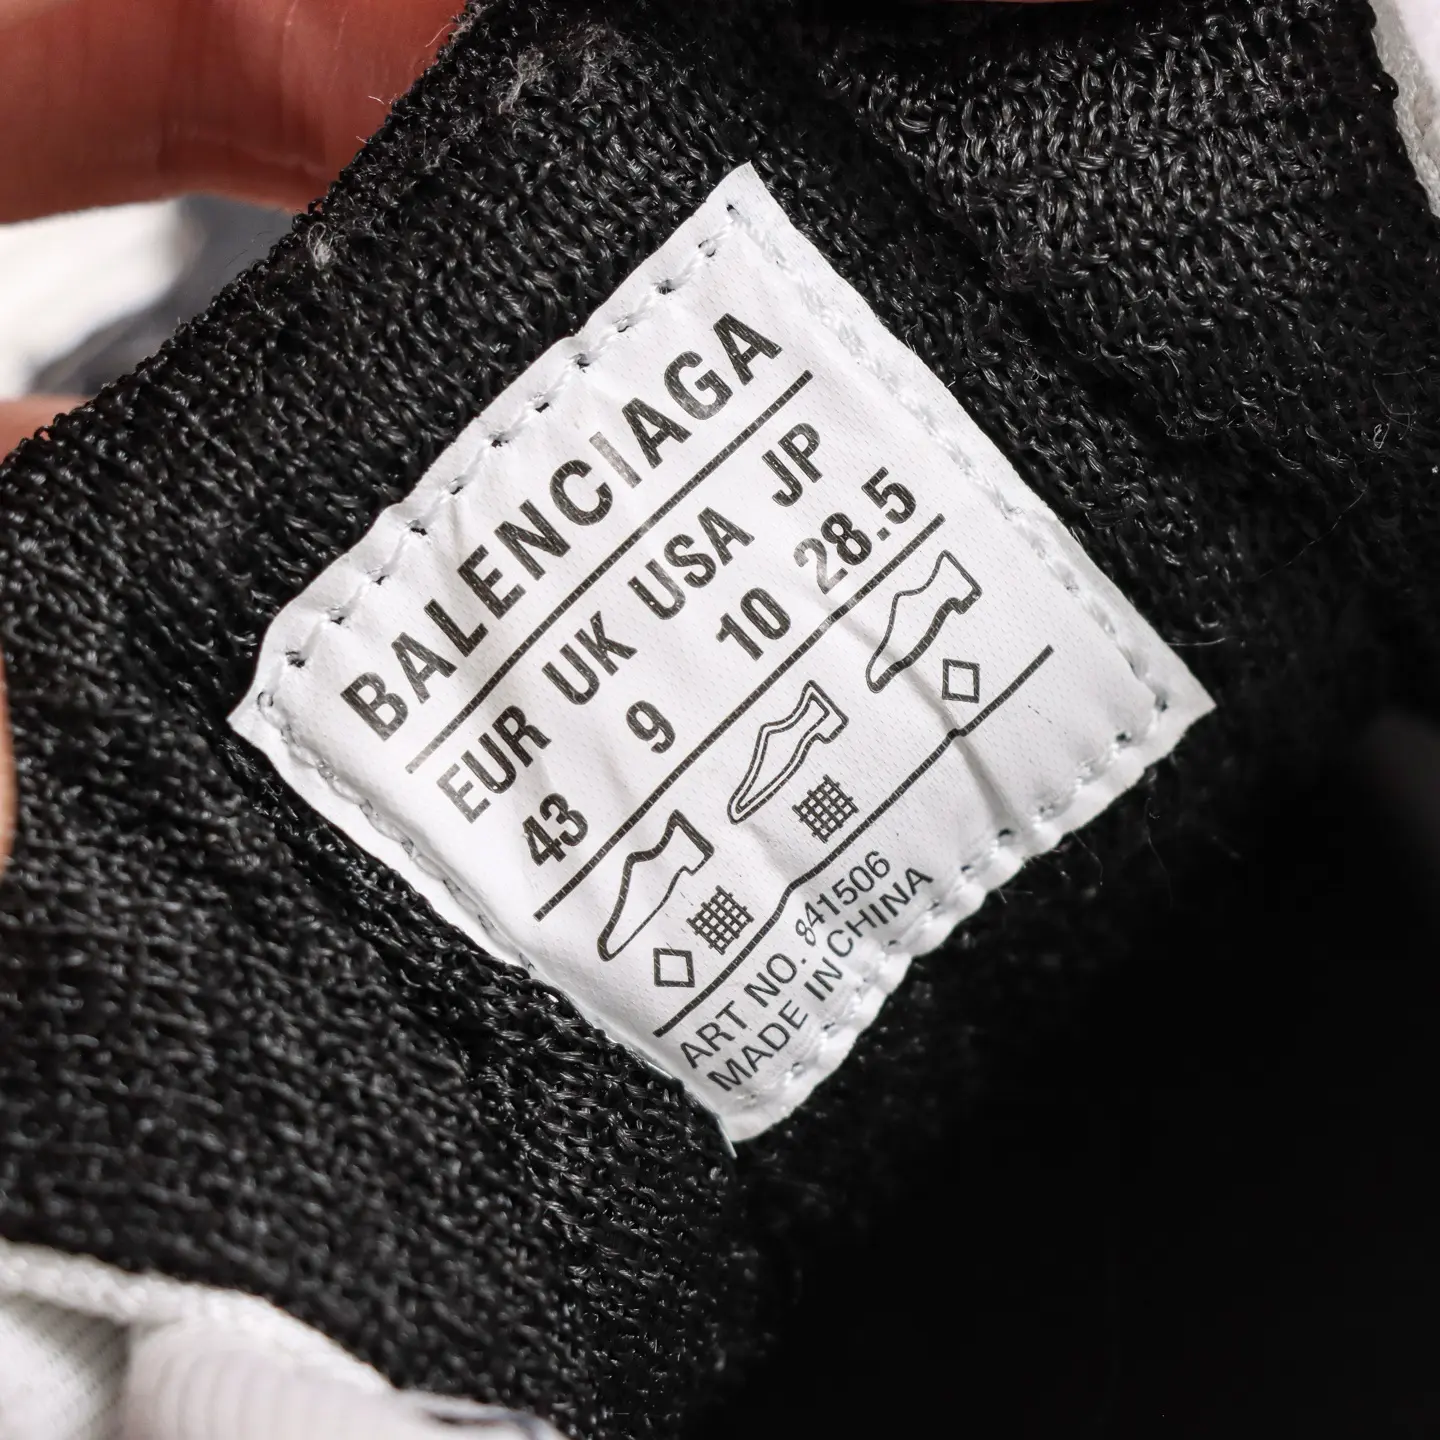 BALENCIAGA
EUR UK USA JP
43 9 10 28.5
ART NO. 841506
MADE IN CHINA